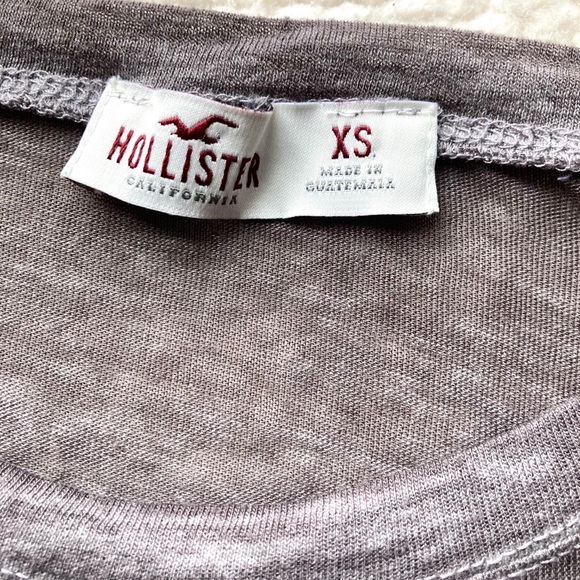 HOLLISTER
CALIFORNIA
XS
MADE IN
GUATEMALA